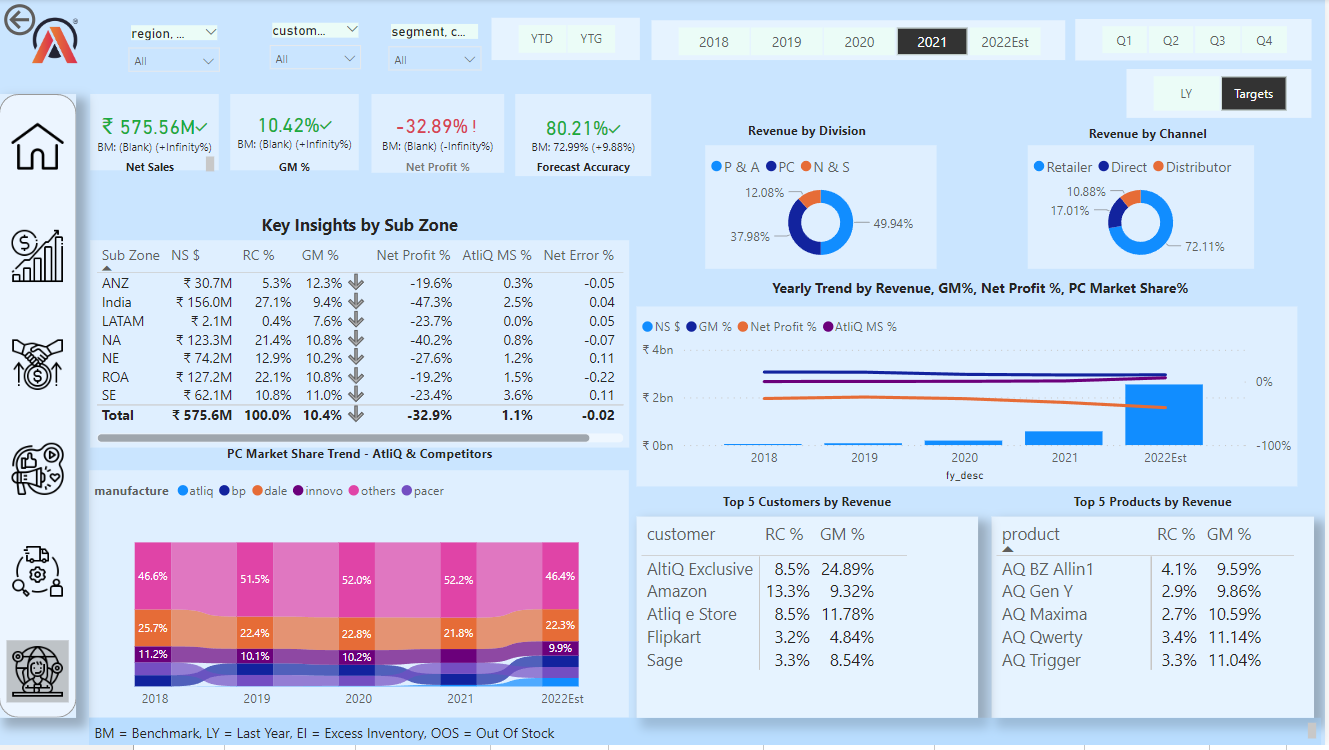 region, ...
custom...
segment, c...
All
All
All
YTD YTG
2018 2019 2020 2021 2022Est
Q1 Q2 Q3 Q4
LY Targets
₹ 575.56M
BM: (Blank) (+Infinity%)
Net Sales
10.42%
BM: (Blank) (+Infinity%)
GM %
-32.89% !
BM: (Blank) (-Infinity%)
Net Profit %
80.21%
BM: 72.99% (+9.88%)
Forecast Accuracy
Revenue by Division
P & A PC N & S
12.08%
37.98%
49.94%
Revenue by Channel
Retailer Direct Distributor
10.88%
17.01%
72.11%
Key Insights by Sub Zone
Sub Zone NS $ RC % GM % Net Profit % AtliQ MS % Net Error %
ANZ ₹ 30.7M 5.3% 12.3% -19.6% 0.3% -0.05
India ₹ 156.0M 27.1% 9.4% -47.3% 2.5% 0.04
LATAM ₹ 2.1M 0.4% 7.6% -23.7% 0.0% 0.05
NA ₹ 123.3M 21.4% 10.8% -40.2% 0.8% -0.07
NE ₹ 74.2M 12.9% 10.2% -27.6% 1.2% 0.11
ROA ₹ 127.2M 22.1% 10.8% -19.2% 1.5% -0.22
SE ₹ 62.1M 10.8% 11.0% -23.4% 3.6% 0.11
Total ₹ 575.6M 100.0% 10.4% -32.9% 1.1% -0.02
Yearly Trend by Revenue, GM%, Net Profit %, PC Market Share%
NS $ GM % Net Profit % AtliQ MS %
₹ 4bn
₹ 2bn
₹ 0bn
0%
-100%
2018 2019 2020 2021 2022Est
fy_desc
PC Market Share Trend - AtliQ & Competitors
manufacture atliq bp dale innovo others pacer
46.6% 51.5% 52.0% 52.2% 46.4%
25.7% 22.4% 22.8% 21.8% 22.3%
11.2% 10.1% 10.2% 9.9%
2018 2019 2020 2021 2022Est
Top 5 Customers by Revenue
customer RC % GM %
AltiQ Exclusive 8.5% 24.89%
Amazon 13.3% 9.32%
Atliq e Store 8.5% 11.78%
Flipkart 3.2% 4.84%
Sage 3.3% 8.54%
Top 5 Products by Revenue
product RC % GM %
AQ BZ Allin1 4.1% 9.59%
AQ Gen Y 2.9% 9.86%
AQ Maxima 2.7% 10.59%
AQ Qwerty 3.4% 11.14%
AQ Trigger 3.3% 11.04%
BM = Benchmark, LY = Last Year, EI = Excess Inventory, OOS = Out Of Stock